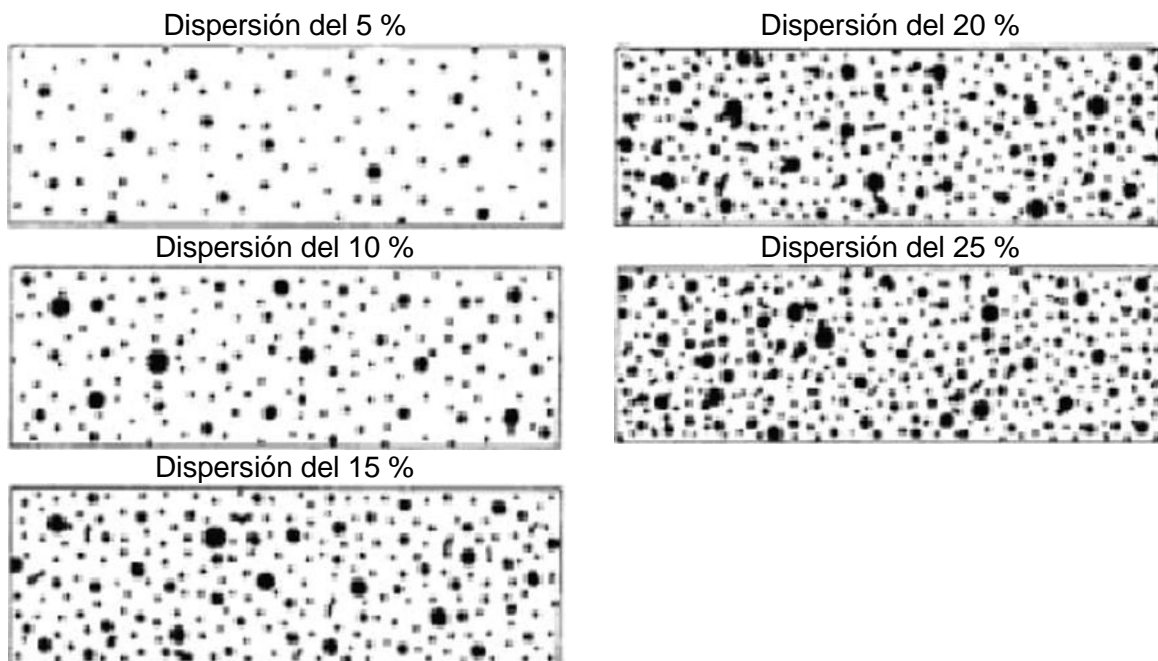 Dispersión del 5 %
Dispersión del 10 %
Dispersión del 15 %
Dispersión del 20 %
Dispersión del 25 %